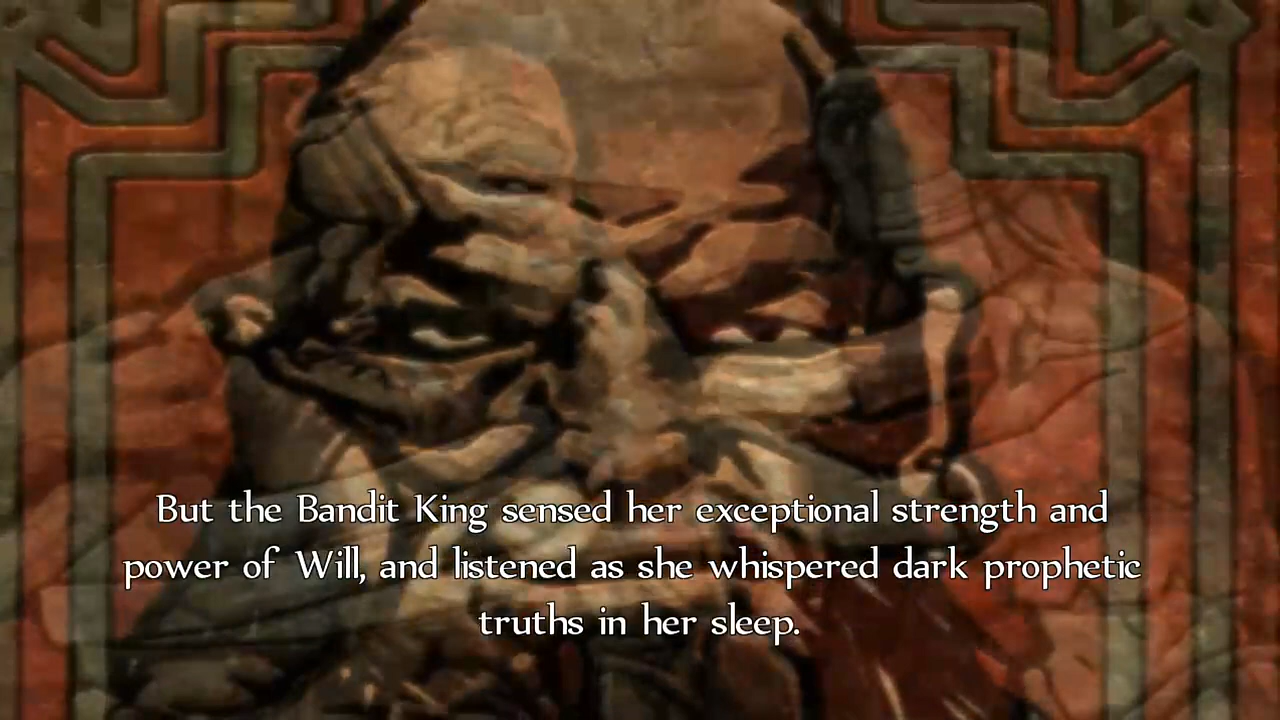 But the Bandit King sensed her exceptional strength and
power of Will, and listened as she whispered dark prophetic
truths in her sleep.